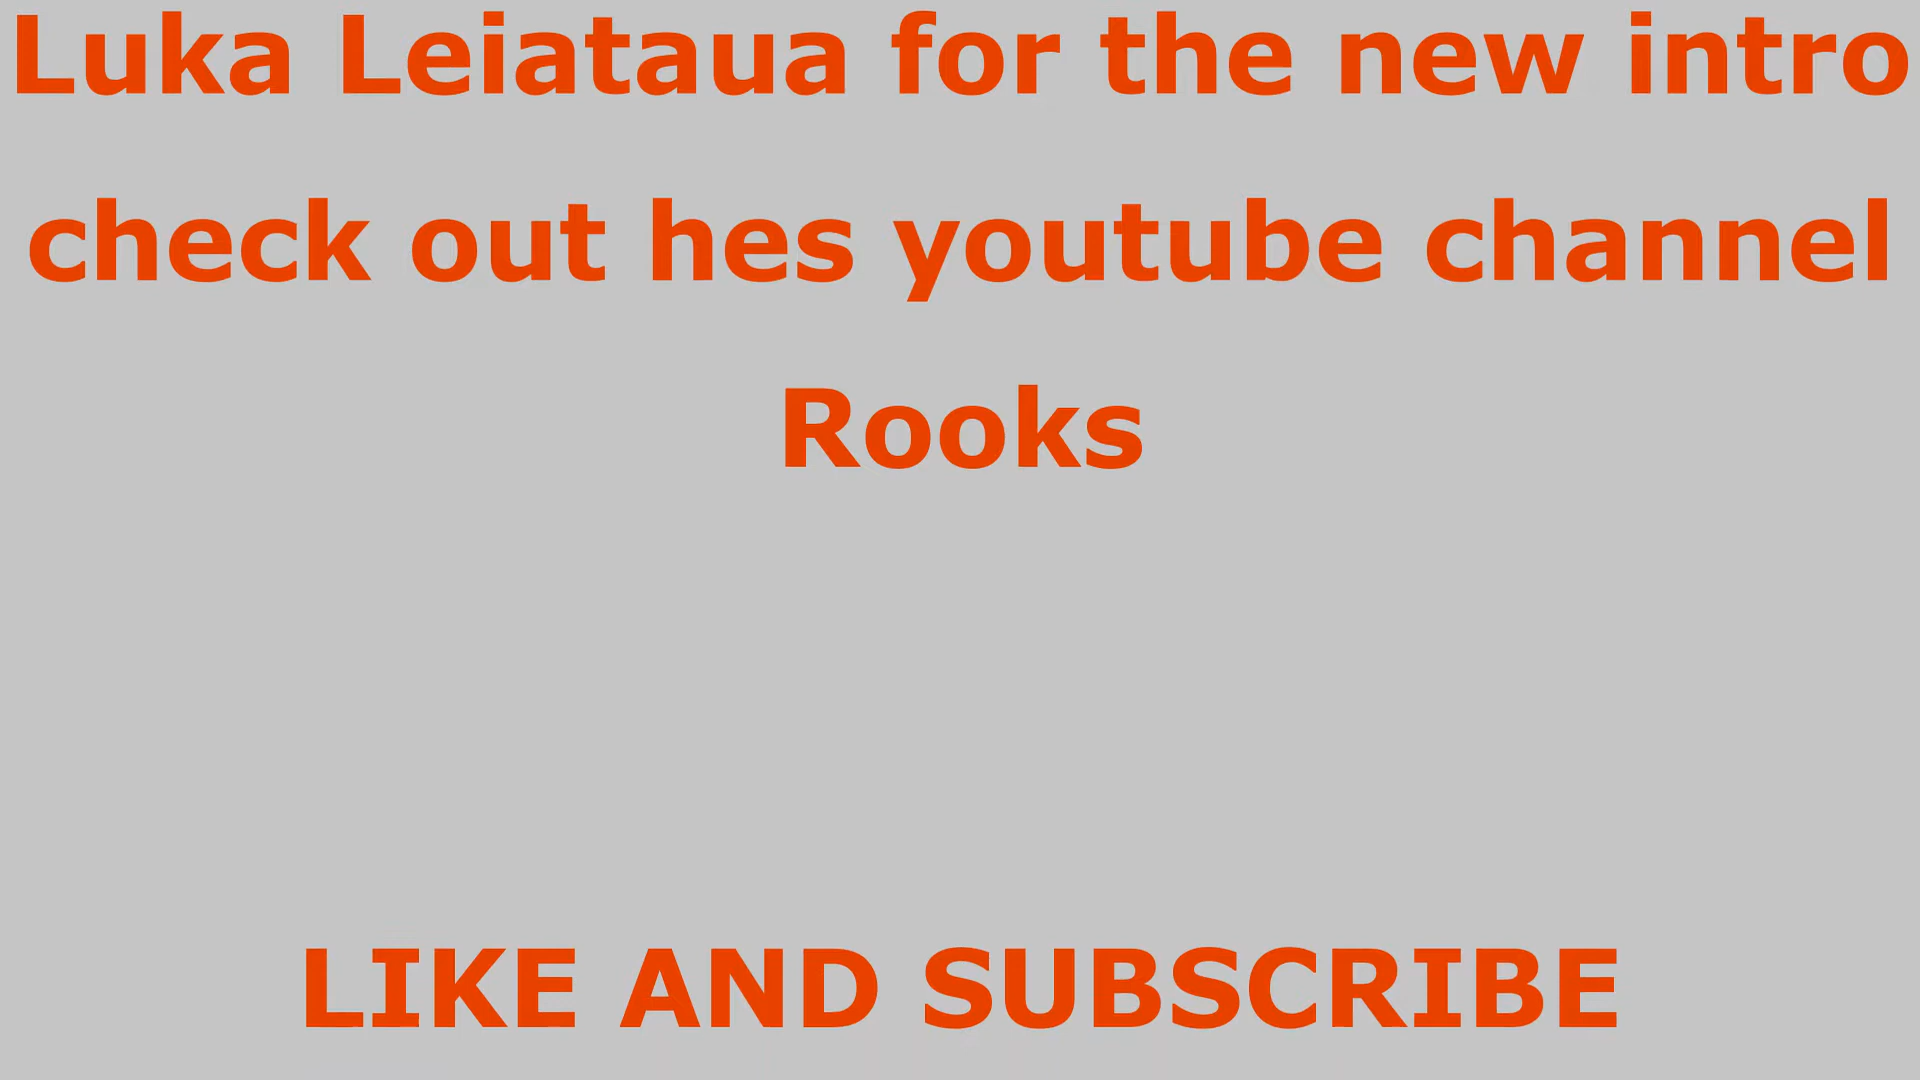 Luka Leiataua for the new intro
check out hes youtube channel
Rooks
LIKE AND SUBSCRIBE